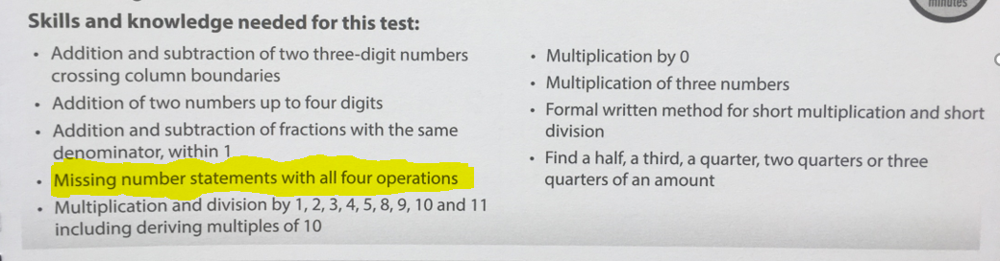 minutes
Skills and knowledge needed for this test:
• Addition and subtraction of two three-digit numbers
crossing column boundaries
• Addition of two numbers up to four digits
• Addition and subtraction of fractions with the same
denominator, within 1
• Missing number statements with all four operations
• Multiplication and division by 1, 2, 3, 4, 5, 8, 9, 10 and 11
including deriving multiples of 10
• Multiplication by 0
• Multiplication of three numbers
• Formal written method for short multiplication and short
division
• Find a half, a third, a quarter, two quarters or three
quarters of an amount